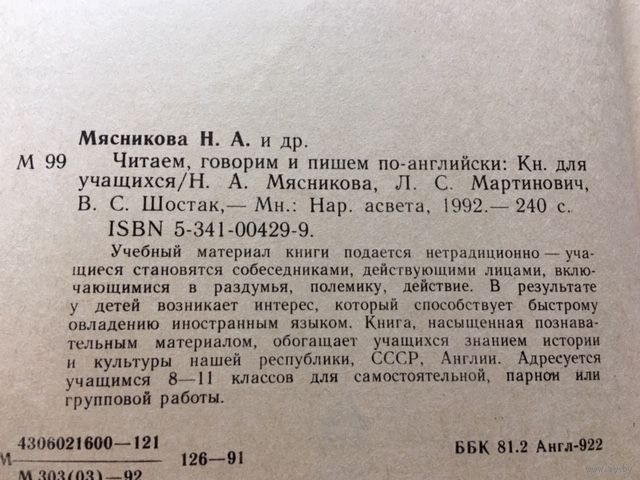 Мясникова Н. А. и др.
М 99 Читаем, говорим и пишем по-английски: Кн. для
учащихся/Н. А. Мясникова, Л. С. Мартинович,
В. С. Шостак,— Мн.: Нар. асвета, 1992.— 240 с.
ISBN 5-341-00429-9.
Учебный материал книги подается нетрадиционно — уча-
щиеся становятся собеседниками, действующими лицами, вклю-
чающимися в раздумья, полемику, действие. В результате
у детей возникает интерес, который способствует быстрому
овладению иностранным языком. Книга, насыщенная познава-
тельным материалом, обогащает учащихся знанием истории
и культуры нашей республики, СССР, Англии. Адресуется
учащимся 8—11 классов для самостоятельной, парной или
групповой работы.
4306021600—121
М 126—91 ББК 81.2 Англ-922
М 303(03)—92